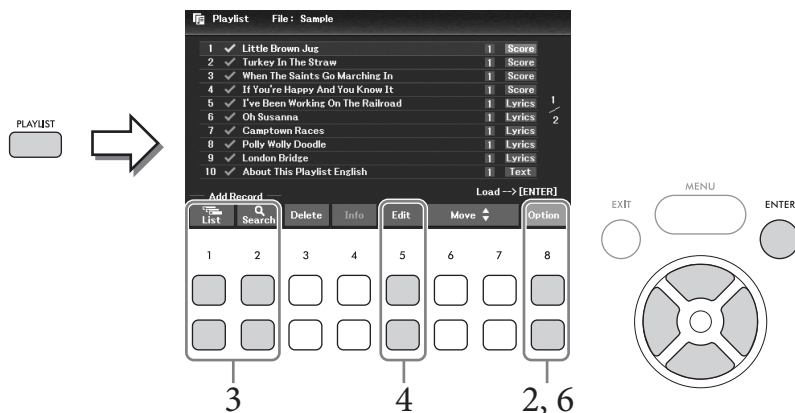 Playlist File: Sample
1 Little Brown Jug 1 Score
2 Turkey In The Straw 1 Score
3 When The Saints Go Marching In 1 Score
4 If You're Happy And You Know It 1 Score
5 I've Been Working On The Railroad 1 Lyrics
6 Oh Susanna 1 Lyrics
7 Camptown Races 1 Lyrics
8 Polly Wolly Doodle 1 Lyrics
9 London Bridge 1 Lyrics
10 About This Playlist English 1 Text
1/2
Add Record Load-->[ENTER]
List Search Delete Info Edit Move Option
1 2 3 4 5 6 7 8
3 4 2, 6
PLAYLIST
EXIT MENU ENTER